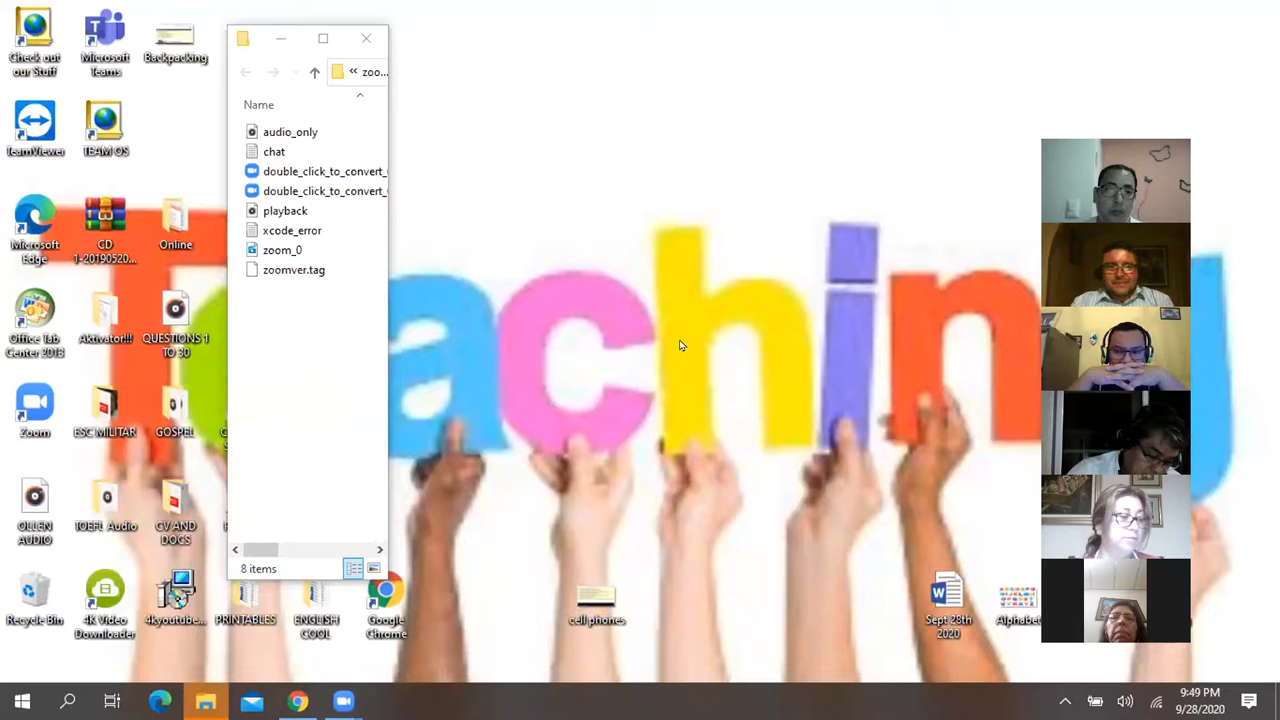 Check out
our Stuff
Microsoft
Teams
Backpacking
TeamViewer
TEAM OS
Microsoft
Edge
CD
1-20190520...
Online
Office Tab
Center 2013
Aktivator!!!
QUESTIONS 1
TO 30
Zoom
ESC MILITAR
GOSPEL
OLLEN
AUDIO
TOEFL Audio
CV AND
DOCS
Recycle Bin
4K Video
Downloader
4kyoutube...
PRINTABLES
ENGLISH
COOL
Google
Chrome
cell phones
Sept 28th
2020
« zoo...
Name
audio_only
chat
double_click_to_convert_
double_click_to_convert_
playback
xcode_error
zoom_0
zoomver.tag
8 items
achin
9:49 PM
9/28/2020